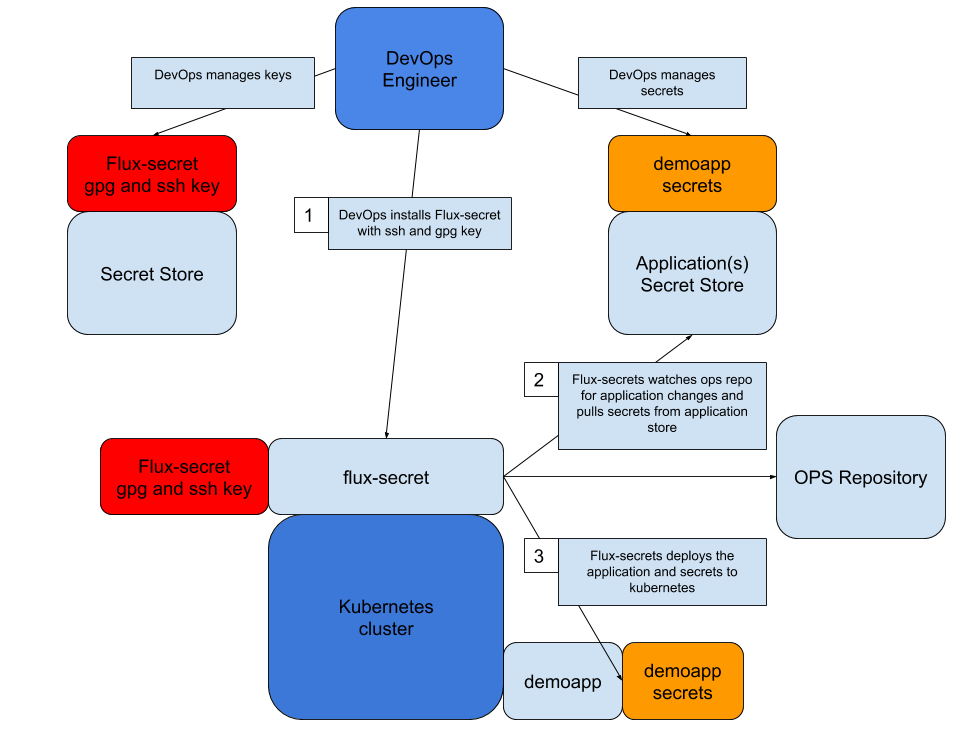 DevOps
Engineer
DevOps manages keys
DevOps manages
secrets
Flux-secret
gpg and ssh key
demoapp
secrets
1
DevOps installs Flux-secret
with ssh and gpg key
Secret Store
Application(s)
Secret Store
2
Flux-secrets watches ops repo
for application changes and
pulls secrets from application
store
Flux-secret
gpg and ssh key
flux-secret
OPS Repository
3
Flux-secrets deploys the
application and secrets to
kubernetes
Kubernetes
cluster
demoapp
demoapp
secrets